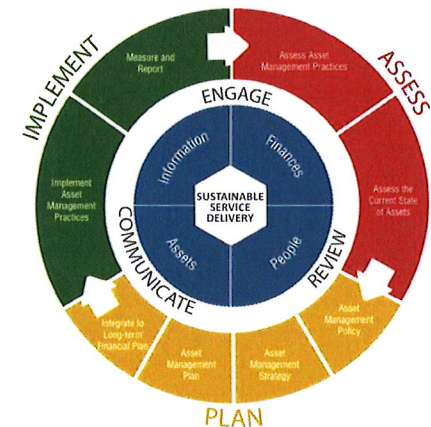 IMPLEMENT
ASSESS
PLAN
Measure and
Report
Assess Asset
Management Practices
Assess the
Current State
of Assets
Asset
Management
Policy
Asset
Management
Strategy
Asset
Management
Plan
Integrate to
Long-term
Financial Plan
Implement
Asset
Management
Practices
ENGAGE
REVIEW
COMMUNICATE
Information
Finances
People
Assets
SUSTAINABLE
SERVICE
DELIVERY